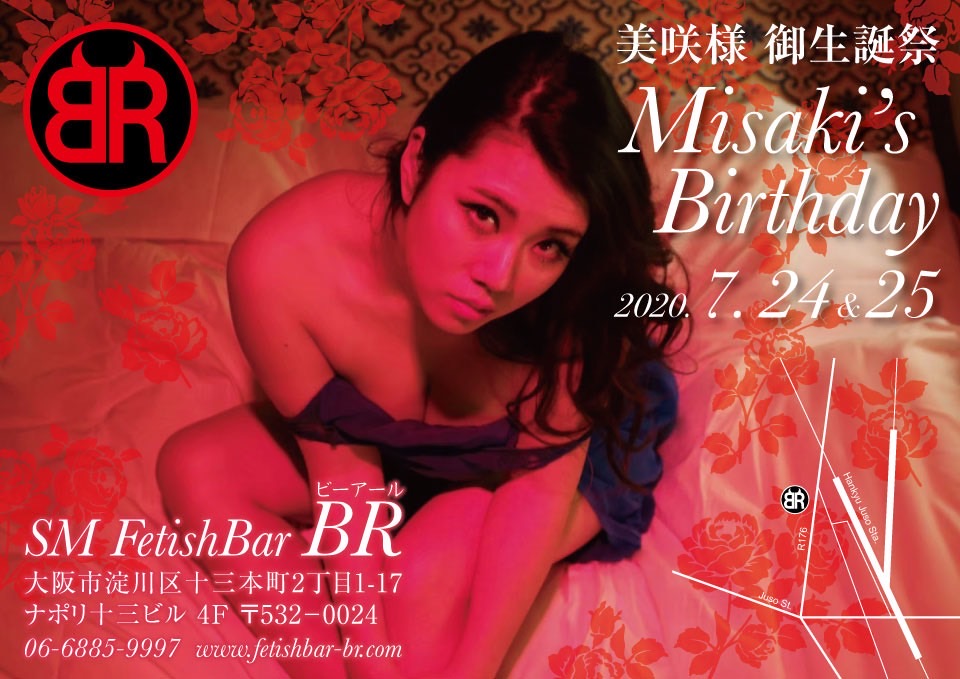 BR
美咲様 御生誕祭
Misaki's
Birthday
2020. 7. 24 & 25
ビーアール
SM FetishBar BR
大阪市淀川区十三本町2丁目1-17
ナポリ十三ビル 4F 〒532-0024
06-6885-9997 www.fetishbar-br.com
BR
R176
Hankyu Juso Sta.
Juso St.